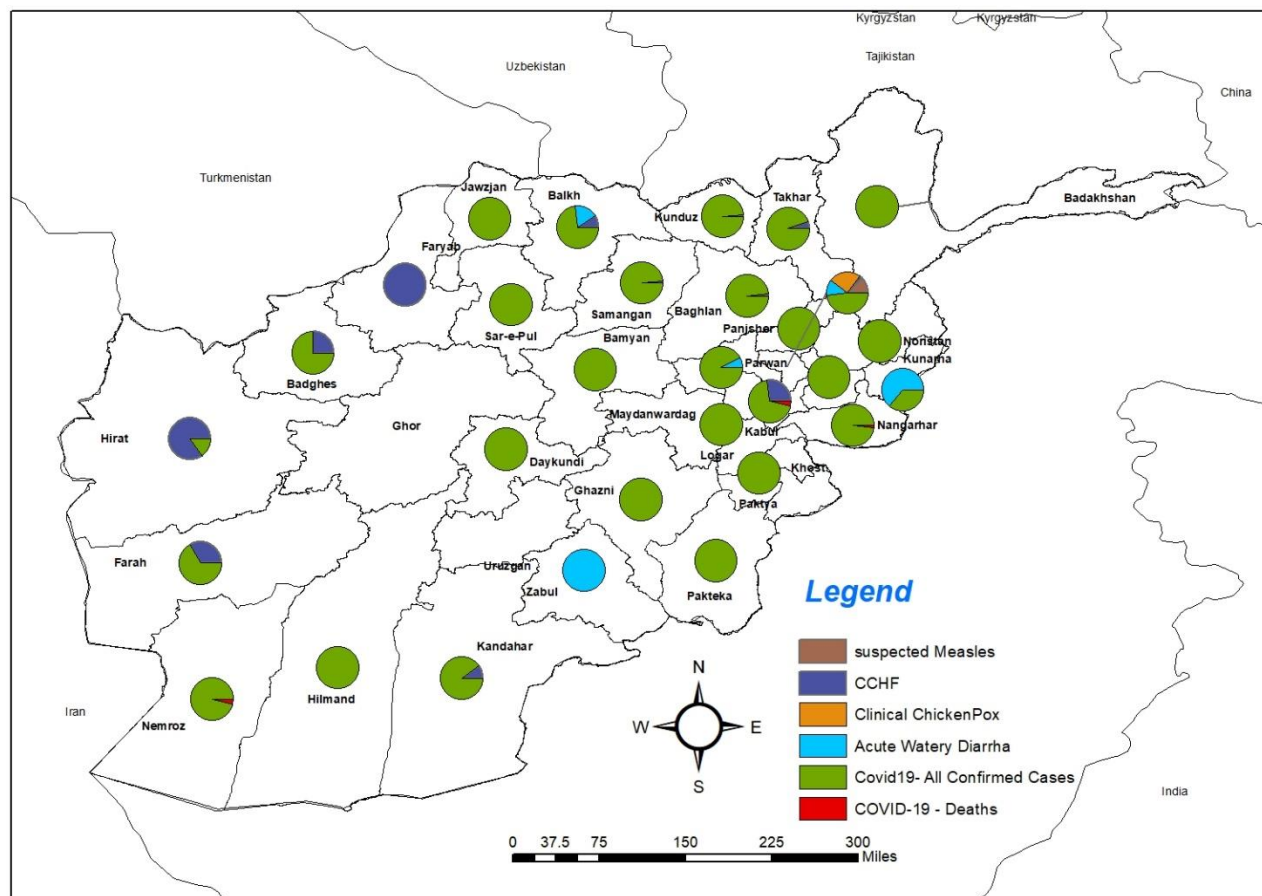 Kyrgyzstan
Kyrgyzstan
Uzbekistan
Tajikistan
China
Turkmenistan
Jawzjan
Balkh
Kunduz
Takhar
Badakhshan
Faryab
Samangan
Baghlan
Sar-e-Pul
Panjsher
Bamyan
Noristan
Kunama
Parwan
Badghes
Maydanwardag
Kabul
Nangarhar
Hirat
Ghor
Logar
Daykundi
Khost
Ghazni
Paktya
Farah
Uruzgan
Zabul
Pakteka
Kandahar
Hilmand
Nemroz
Iran
India
Legend
suspected Measles
CCHF
Clinical ChickenPox
Acute Watery Diarrha
Covid19- All Confirmed Cases
COVID-19 - Deaths
N
W E
S
0 37.5 75 150 225 300
Miles